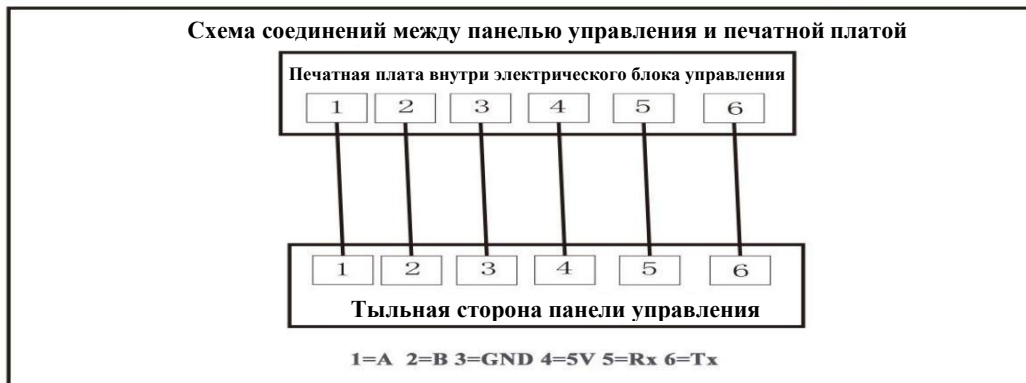 Схема соединений между панелью управления и печатной платой
Печатная плата внутри электрического блока управления
1 2 3 4 5 6
1 2 3 4 5 6
Тыльная сторона панели управления
1=A 2=B 3=GND 4=5V 5=Rx 6=Tx